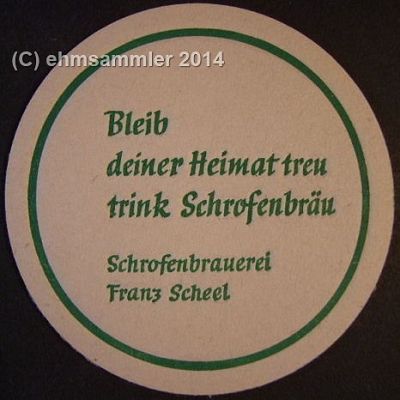 (C) ehmsammler 2014
Bleib
deiner Heimat treu
trink Schrofenbräu
Schrofenbrauerei
Franz Scheel